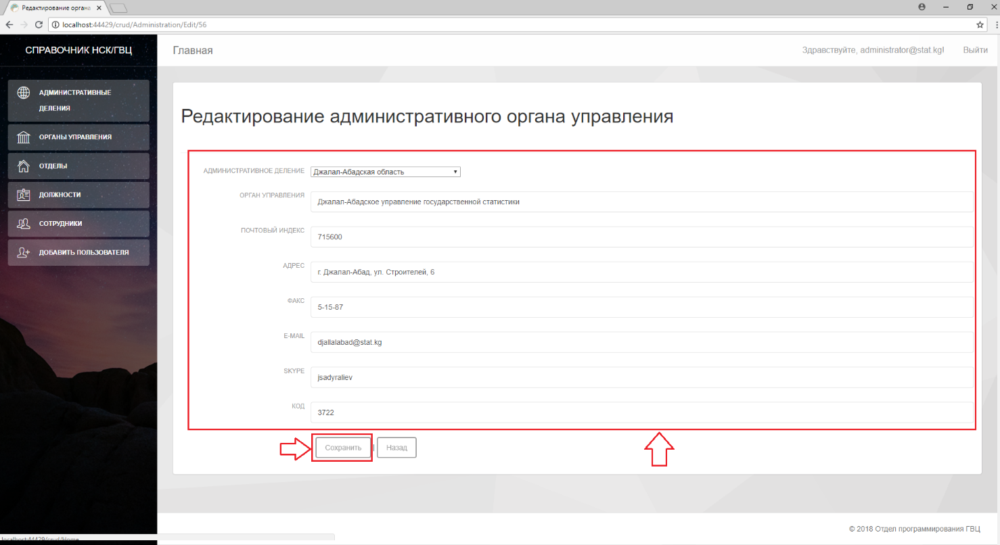 Редактирование органа
localhost:44429/crud/Administration/Edit/56
СПРАВОЧНИК НСК/ГВЦ
Главная
Здравствуйте, administrator@stat.kg!
Выйти
АДМИНИСТРАТИВНЫЕ
ДЕЛЕНИЯ
ОРГАНЫ УПРАВЛЕНИЯ
ОТДЕЛЫ
ДОЛЖНОСТИ
СОТРУДНИКИ
ДОБАВИТЬ ПОЛЬЗОВАТЕЛЯ
Редактирование административного органа управления
АДМИНИСТРАТИВНОЕ ДЕЛЕНИЕ Джалал-Абадская область
ОРГАН УПРАВЛЕНИЯ Джалал-Абадское управление государственной статистики
ПОЧТОВЫЙ ИНДЕКС 715600
АДРЕС г. Джалал-Абад, ул. Строителей, 6
ФАКС 5-15-87
E-MAIL djallalabad@stat.kg
SKYPE jsadyraliev
КОД 3722
Сохранить | Назад
© 2018 Отдел программирования ГВЦ
localhost:44429/crud/Home